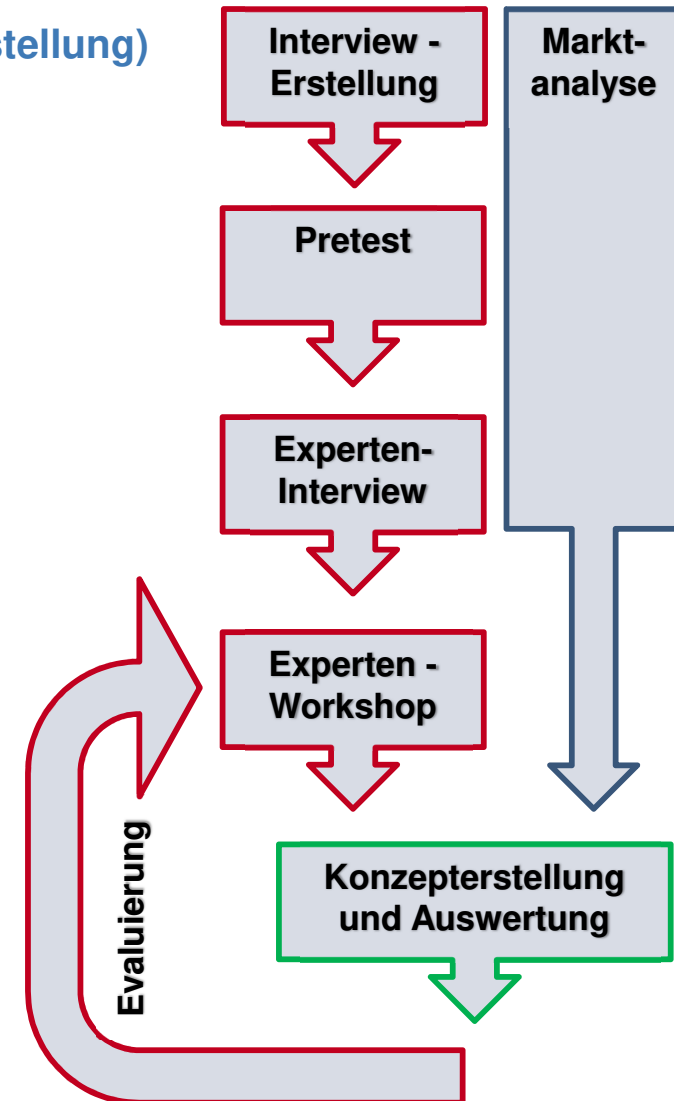 stellung)
Interview -
Erstellung
Markt-
analyse
Pretest
Experten-
Interview
Experten -
Workshop
Evaluierung
Konzepterstellung
und Auswertung